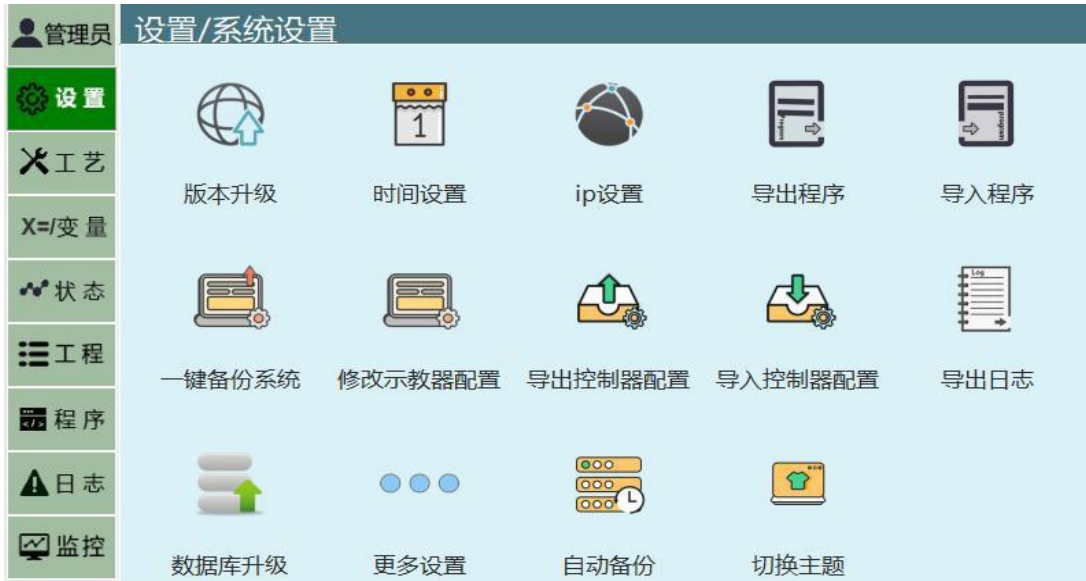 管理员
设置/系统设置
设置
工艺
X=/变量
状态
工程
程序
日志
监控
1
program
program
版本升级
时间设置
ip设置
导出程序
导入程序
Log
一键备份系统
修改示教器配置
导出控制器配置
导入控制器配置
导出日志
数据库升级
更多设置
自动备份
切换主题